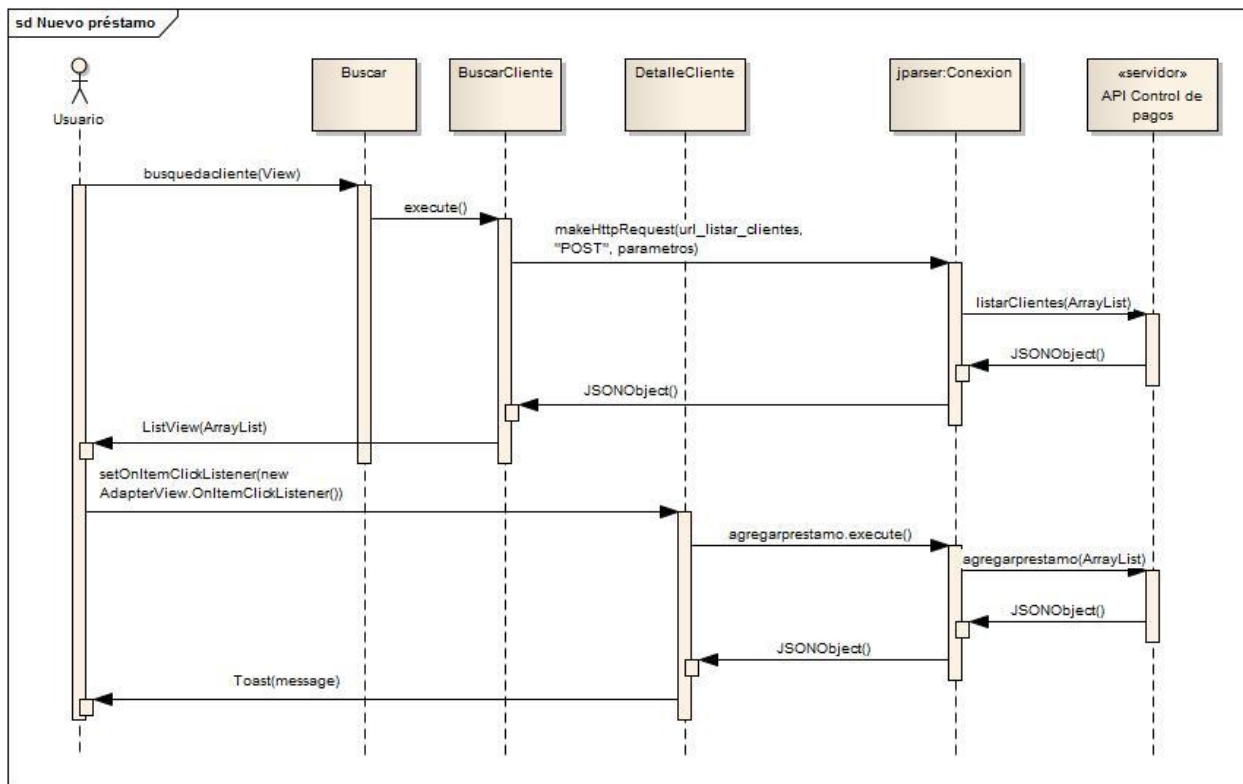 sd Nuevo préstamo
Usuario
Buscar
BuscarCliente
DetalleCliente
jparser:Conexion
«servidor»
API Control de
pagos
busquedacliente(View)
execute()
makeHttpRequest(url_listar_clientes,
"POST", parametros)
listarClientes(ArrayList)
JSONObject()
JSONObject()
ListView(ArrayList)
setOnItemClickListener(new
AdapterView.OnItemClickListener())
agregarprestamo.execute()
agregarprestamo(ArrayList)
JSONObject()
JSONObject()
Toast(message)